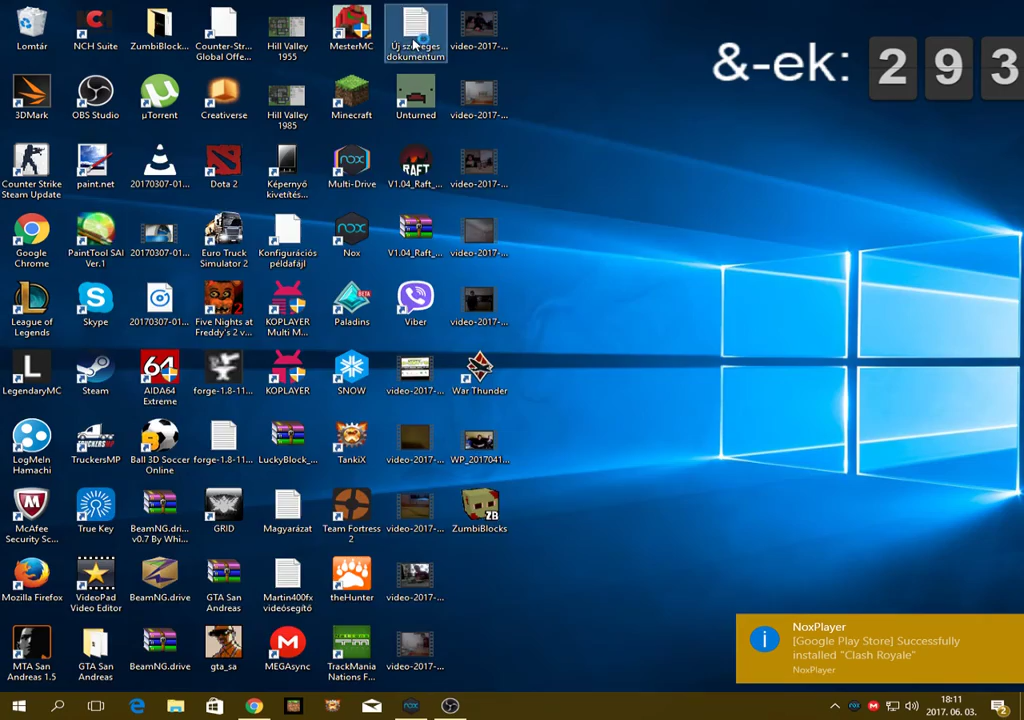 Lomtár
NCH Suite
ZumbiBlock...
Counter-Str...
Global Offe...
Hill Valley
1955
MesterMC
Új szöveges
dokumentum
video-2017-...
&-ek:
2 9 3
3DMark
OBS Studio
µTorrent
Creativerse
Hill Valley
1985
Minecraft
Unturned
video-2017-...
Counter Strike
Steam Update
paint.net
20170307-01...
Dota 2
Képernyő
kivetítés...
nox
Multi-Drive
RAFT
V1.04_Raft_...
video-2017-...
Google
Chrome
PaintTool SAI
Ver.1
20170307-01...
Euro Truck
Simulator 2
Konfigurációs
példafájl
nox
Nox
V1.04_Raft_...
video-2017-...
League of
Legends
Skype
20170307-01...
Five Nights at
Freddy's 2 v...
KOPLAYER
Multi M...
BETA
Paladins
Viber
video-2017-...
L
LegendaryMC
Steam
64
AIDA64
Extreme
forge-1.8-11...
KOPLAYER
SNOW
video-2017-...
War Thunder
LogMeIn
Hamachi
TruckersMP
Ball 3D Soccer
Online
forge-1.8-11...
LuckyBlock_...
TankiX
video-2017-...
WP_2017041...
McAfee
Security Sc...
True Key
BeamNG.dri...
v0.7 By Whi...
GRID
Magyarázat
Team Fortress
2
video-2017-...
ZB
ZumbiBlocks
Mozilla Firefox
VideoPad
Video Editor
BeamNG.drive
GTA San
Andreas
Martin400fx
videósegítő
theHunter
video-2017-...
MTA San
Andreas 1.5
GTA San
Andreas
BeamNG.drive
gta_sa
MEGAsync
TrackMania
Nations F...
video-2017-...
NoxPlayer
[Google Play Store] Successfully
installed "Clash Royale"
NoxPlayer
18:11
2017. 06. 03.
2